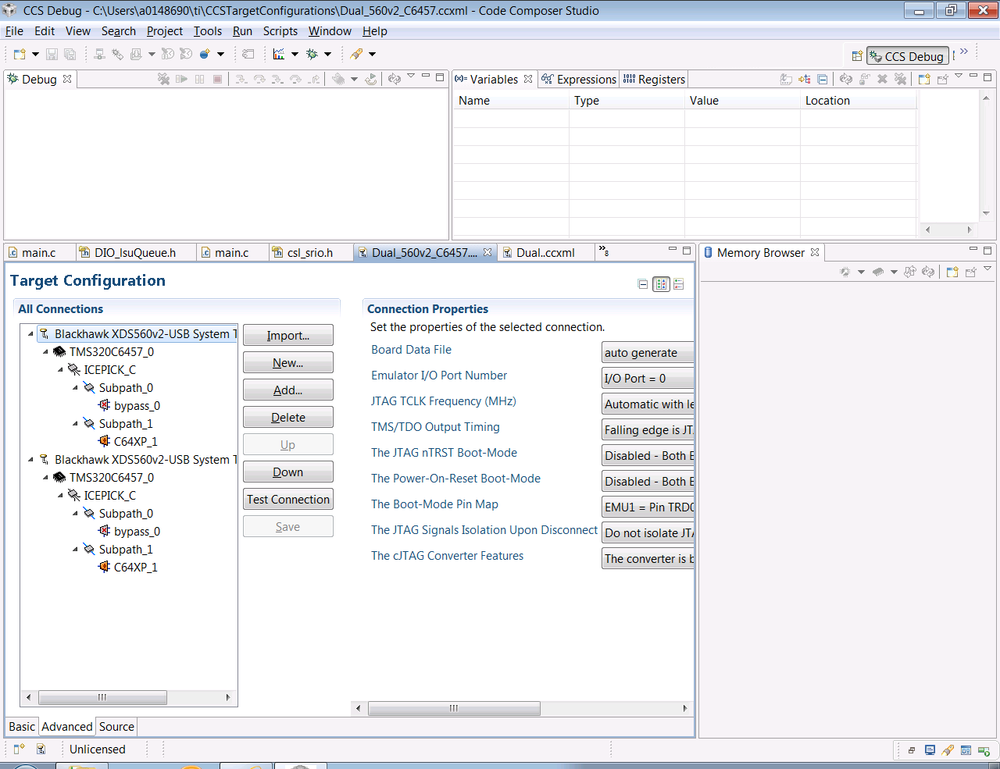 CCS Debug - C:\Users\a0148690\ti\CCSTargetConfigurations\Dual_560v2_C6457.ccxml - Code Composer Studio
File Edit View Search Project Tools Run Scripts Window Help
CCS Debug
Debug
Variables Expressions Registers
Name Type Value Location
main.c DIO_lsuQueue.h main.c csl_srio.h Dual_560v2_C6457.... Dual..ccxml »8
Memory Browser
Target Configuration
All Connections
Blackhawk XDS560v2-USB System T
TMS320C6457_0
ICEPICK_C
Subpath_0
bypass_0
Subpath_1
C64XP_1
Blackhawk XDS560v2-USB System T
TMS320C6457_0
ICEPICK_C
Subpath_0
bypass_0
Subpath_1
C64XP_1
Import...
New...
Add...
Delete
Up
Down
Test Connection
Save
Connection Properties
Set the properties of the selected connection.
Board Data File auto generate
Emulator I/O Port Number I/O Port = 0
JTAG TCLK Frequency (MHz) Automatic with le
TMS/TDO Output Timing Falling edge is JT
The JTAG nTRST Boot-Mode Disabled - Both E
The Power-On-Reset Boot-Mode Disabled - Both E
The Boot-Mode Pin Map EMU1 = Pin TRD0
The JTAG Signals Isolation Upon Disconnect Do not isolate JTA
The cJTAG Converter Features The converter is b
Basic Advanced Source
Unlicensed